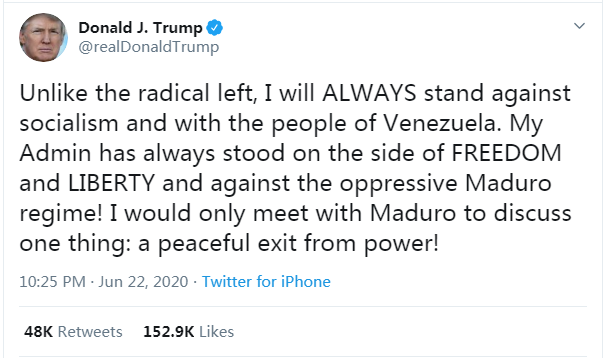 Donald J. Trump
@realDonaldTrump
Unlike the radical left, I will ALWAYS stand against
socialism and with the people of Venezuela. My
Admin has always stood on the side of FREEDOM
and LIBERTY and against the oppressive Maduro
regime! I would only meet with Maduro to discuss
one thing: a peaceful exit from power!
10:25 PM · Jun 22, 2020 · Twitter for iPhone
48K Retweets 152.9K Likes